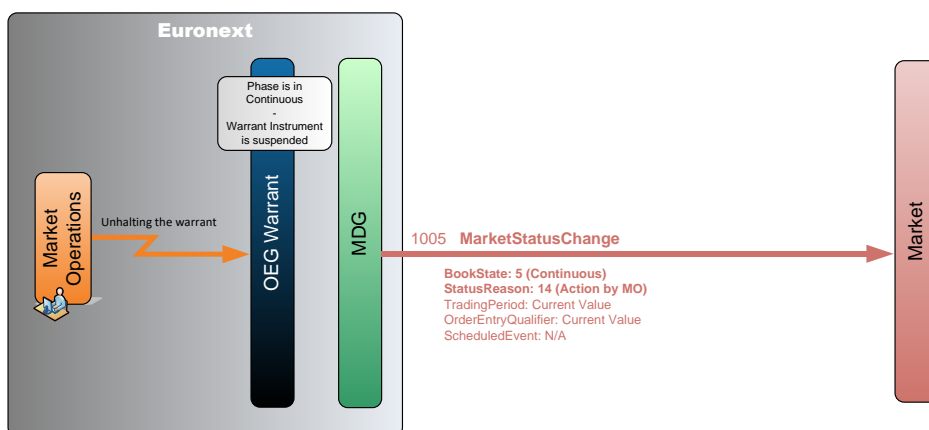 Euronext
Phase is in
Continuous
-
Warrant Instrument
is suspended
Market
Operations
Unhalting the warrant
OEG Warrant
MDG
1005 MarketStatusChange
BookState: 5 (Continuous)
StatusReason: 14 (Action by MO)
TradingPeriod: Current Value
OrderEntryQualifier: Current Value
ScheduledEvent: N/A
Market